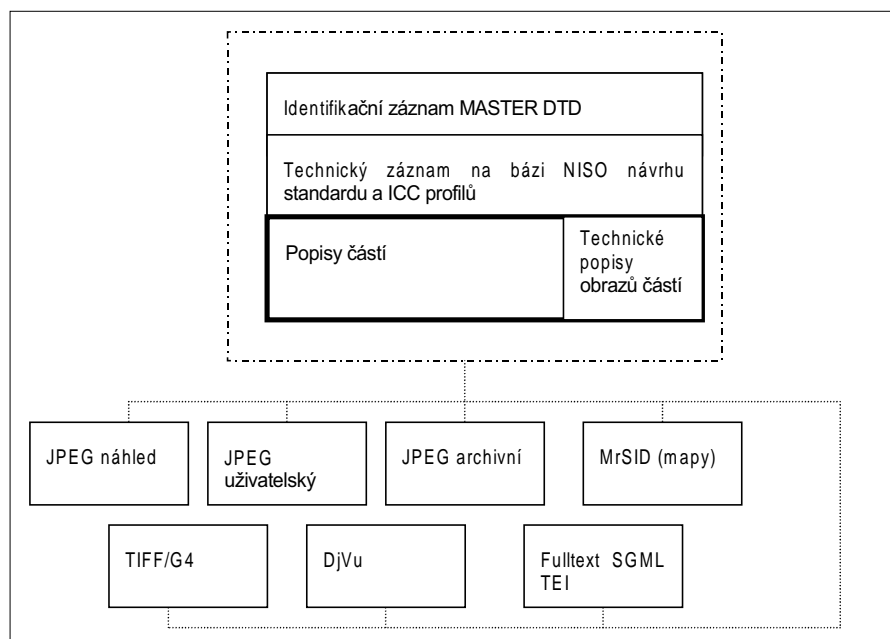 Identifikační záznam MASTER DTD
Technický záznam na bázi NISO návrhu
standardu a ICC profilů
Popisy částí
Technické
popisy
obrazů částí
JPEG náhled
JPEG
uživatelský
JPEG archivní
MrSID (mapy)
TIFF/G4
DjVu
Fulltext SGML
TEI